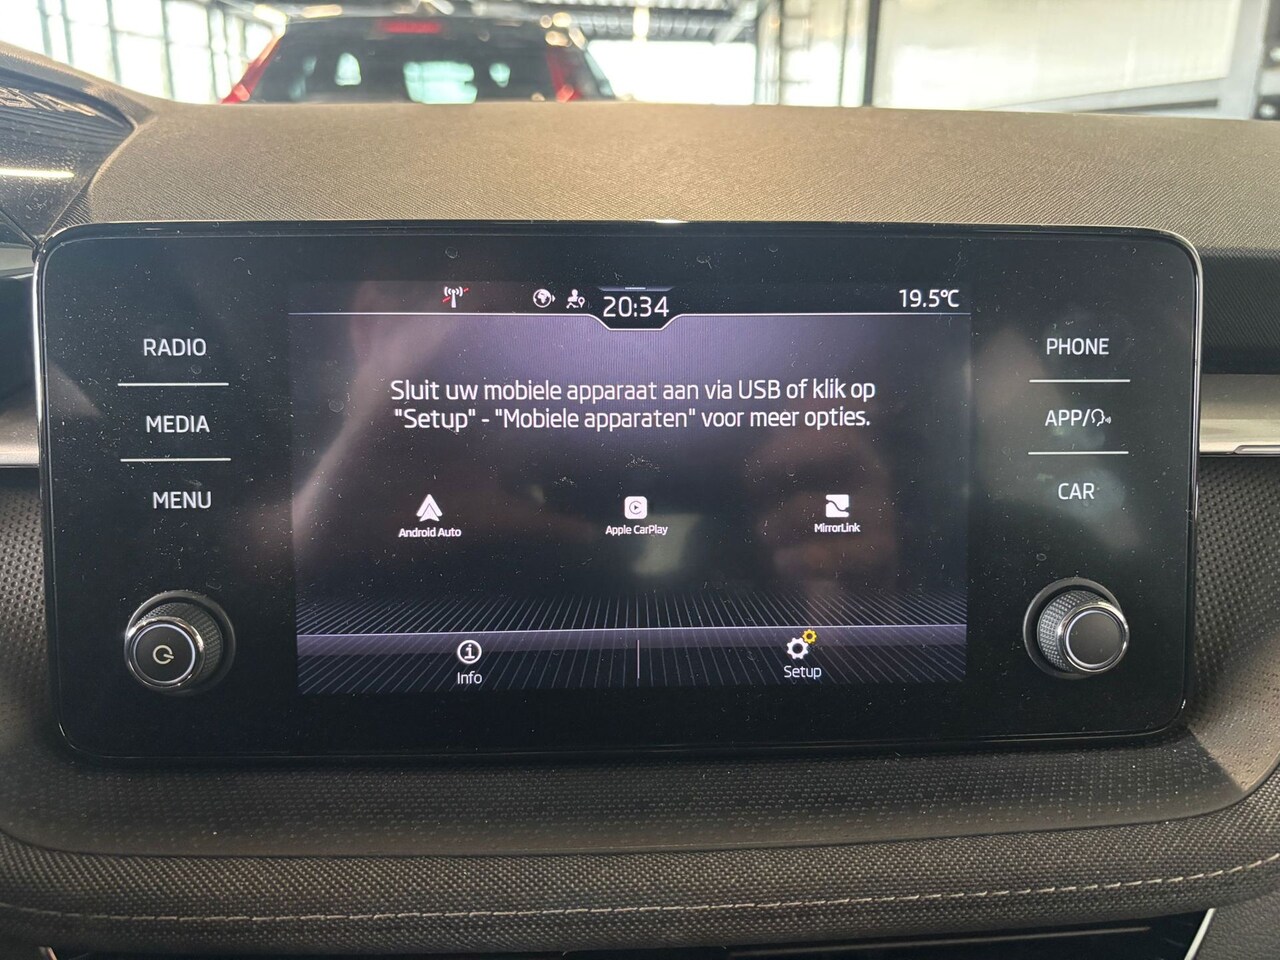 20:34
19.5°C
RADIO
MEDIA
MENU
Sluit uw mobiele apparaat aan via USB of klik op
"Setup" - "Mobiele apparaten" voor meer opties.
Android Auto
Apple CarPlay
MirrorLink
Info
Setup
PHONE
APP/
CAR